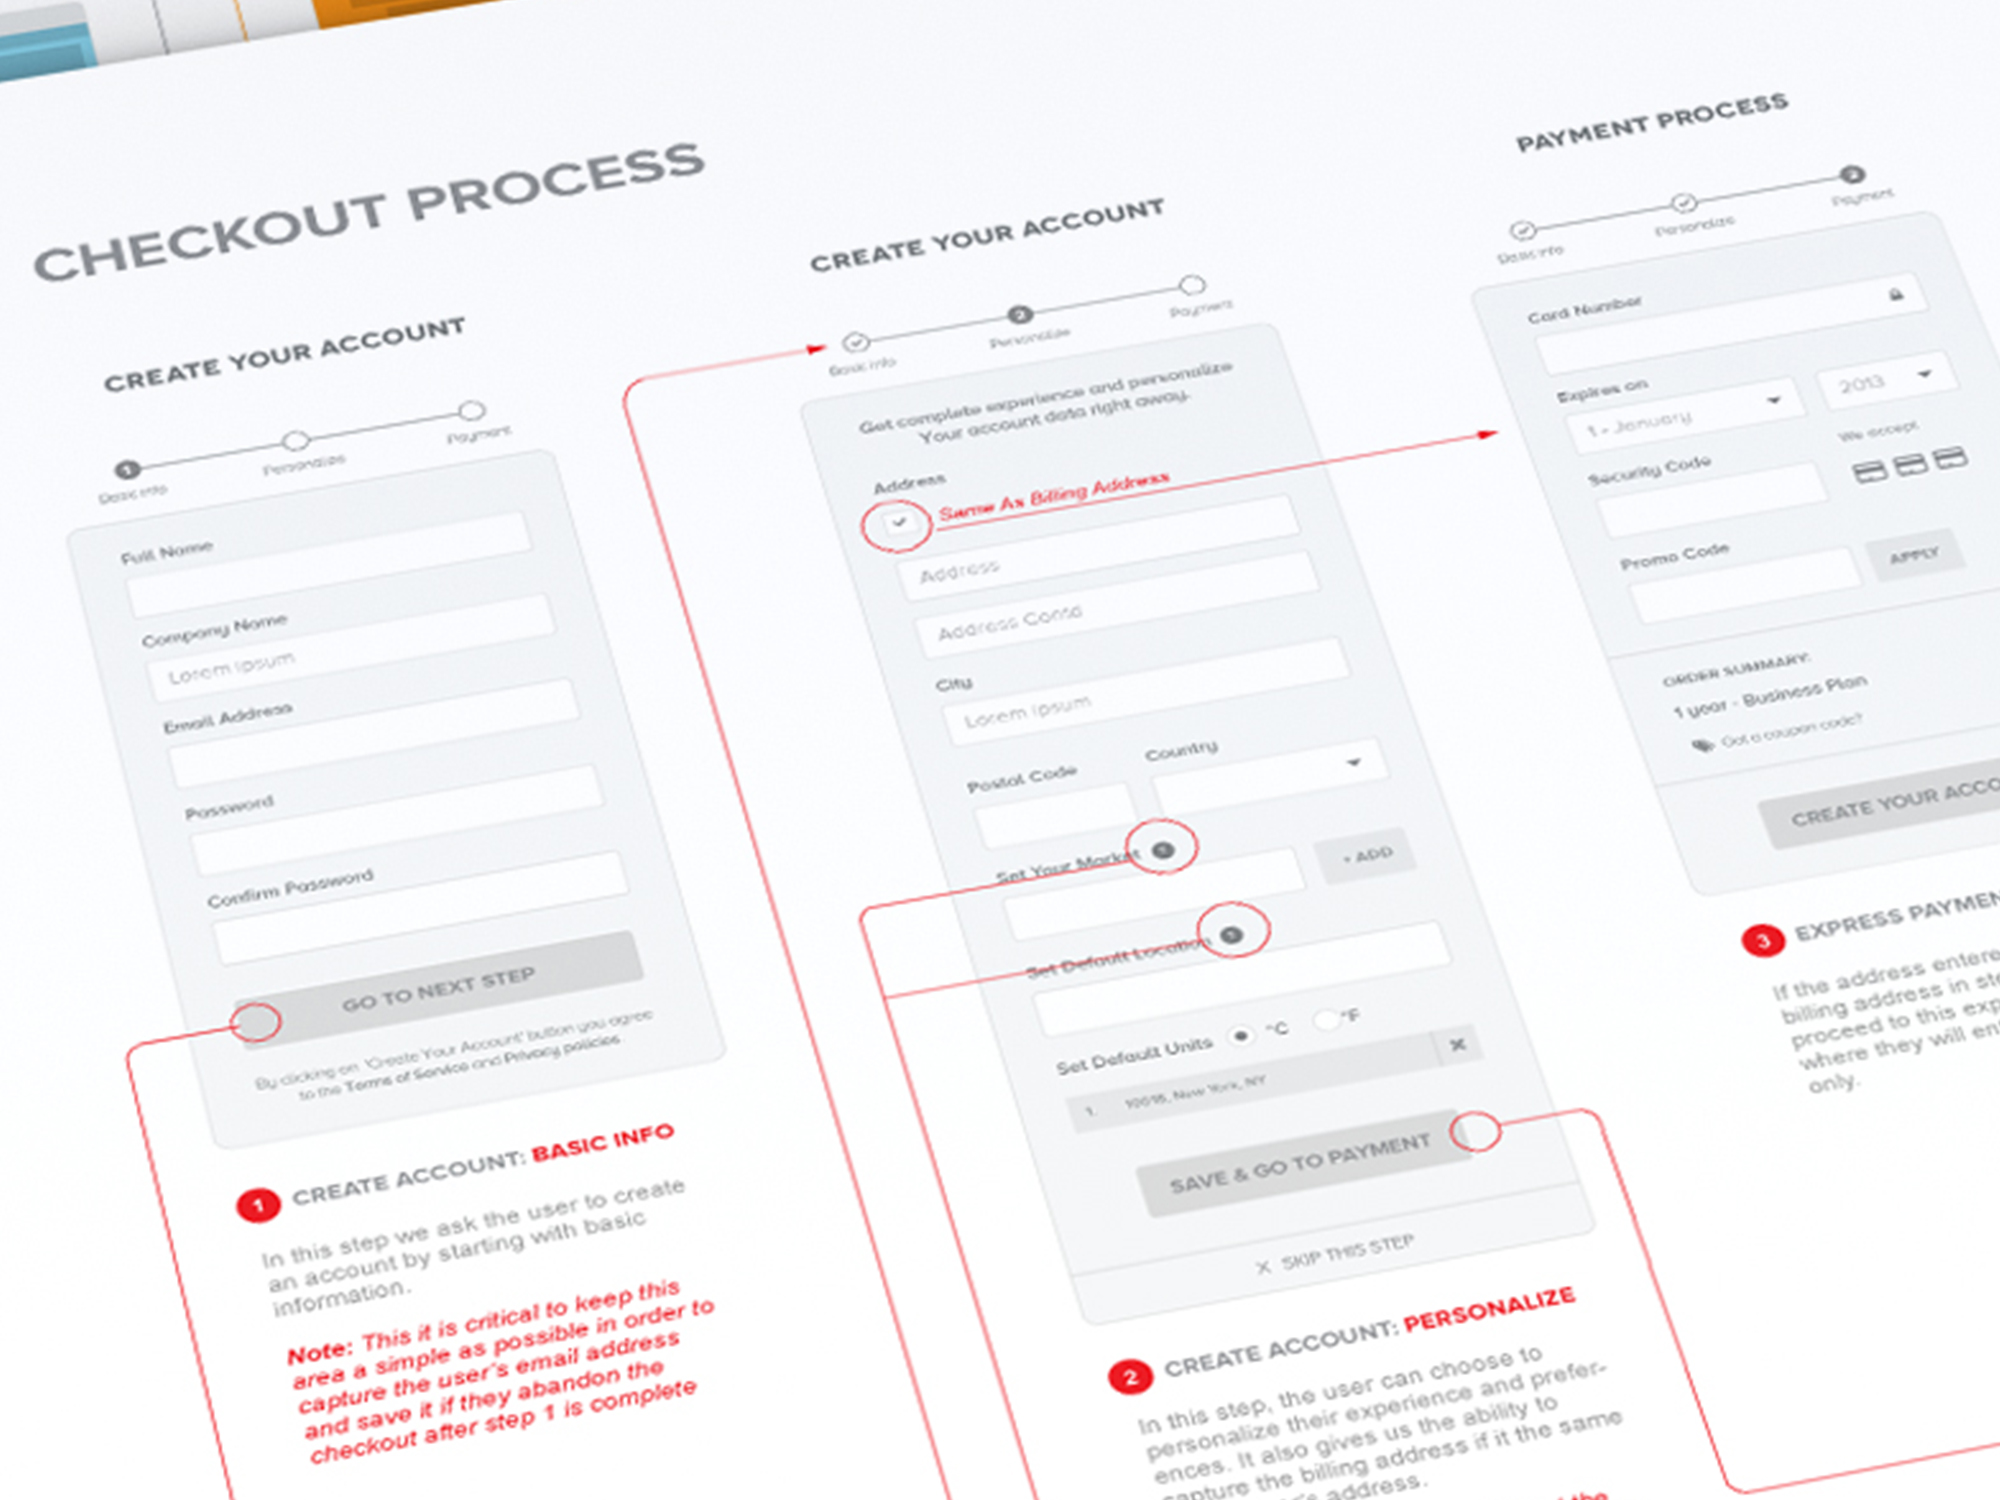 CHECKOUT PROCESS
CREATE YOUR ACCOUNT
1
Basic info
Personalize
Payment
Full Name
Company Name
Lorem Ipsum
Email Address
Password
Confirm Password
GO TO NEXT STEP
By clicking on 'Create Your Account' button you agree
to the Terms of Service and Privacy policies.
1 CREATE ACCOUNT: BASIC INFO
In this step we ask the user to create
an account by starting with basic
information.
Note: This it is critical to keep this
area a simple as possible in order to
capture the user's email address
and save it if they abandon the
checkout after step 1 is complete
CREATE YOUR ACCOUNT
2
Basic info
Personalize
Payment
Get complete experience and personalize
Your account data right away.
Address
Same As Billing Address
Address
Address Contd
City
Lorem Ipsum
Postal Code
Country
Set Your Market
+ ADD
Set Default Location
Set Default Units °C °F
1. 10018, New York, NY
SAVE & GO TO PAYMENT
X SKIP THIS STEP
2 CREATE ACCOUNT: PERSONALIZE
In this step, the user can choose to
personalize their experience and prefer-
ences. It also gives us the ability to
capture the billing address if it the same
address.
the
PAYMENT PROCESS
3
Basic info
Personalize
Payment
Card Number
Expires on
1 - January
2013
Security Code
We accept
Promo Code
APPLY
ORDER SUMMARY:
1 year - Business Plan
Got a coupon code?
CREATE YOUR ACCO
3 EXPRESS PAYMEN
If the address entere
billing address in ste
proceed to this exp
where they will en
only.